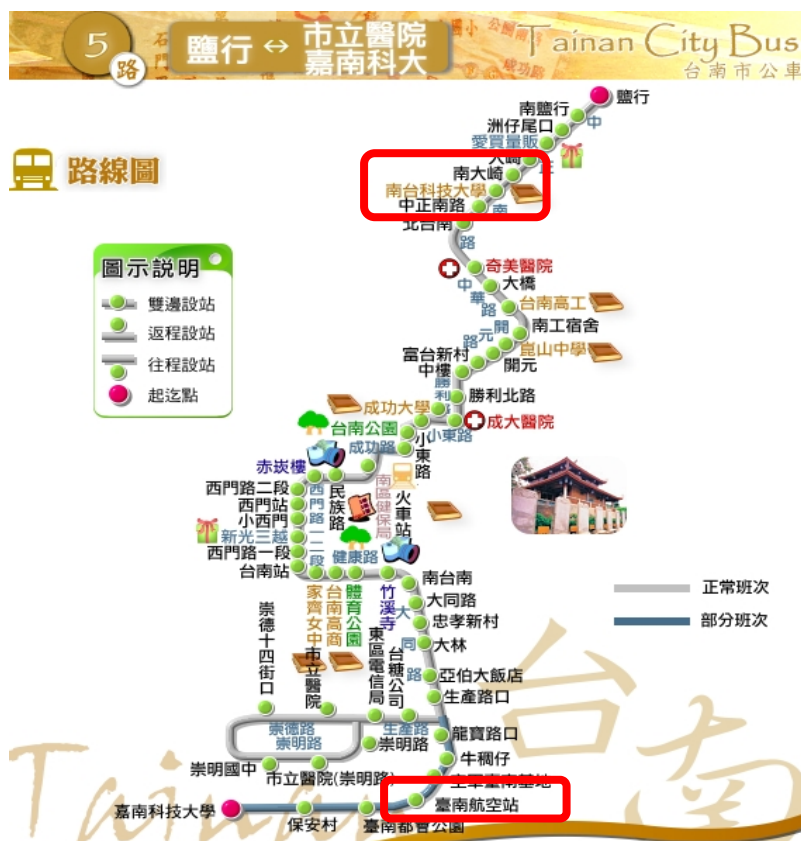 5
路
鹽行 ↔ 市立醫院
嘉南科大
Tainan City Bus
台南市公車
路線圖
圖示説明
雙邊設站
返程設站
往程設站
起迄點
鹽行
南鹽行
洲仔尾口
愛買量販
大崎
南大崎
南台科技大學
中正南路
北台南
中
正
南
路
奇美醫院
大橋
中
華
路
台南高工
南工宿舍
崑山中學
開
元
路
開元
富台新村
中樓
勝利路
勝利北路
成大醫院
成功大學
小東路
台南公園
小東路
成功路
火車站
南區健保局
赤崁樓
民族路
西門路二段
西門站
小西門
新光三越
西門路一段
台南站
西門路一二段
健康路
家齊女中
台南高商
體育公園
竹溪寺
南台南
大同路
忠孝新村
大林
大
同
路
亞伯大飯店
生產路口
正常班次
部分班次
崇德十四街口
市立醫院
東區電信局
台糖公司
崇德路
崇明路
生產路
崇明路
崇明國中
市立醫院(崇明路)
龍寶路口
牛稠仔
空軍臺南基地
臺南航空站
臺南都會公園
保安村
嘉南科技大學
Tainan
台南